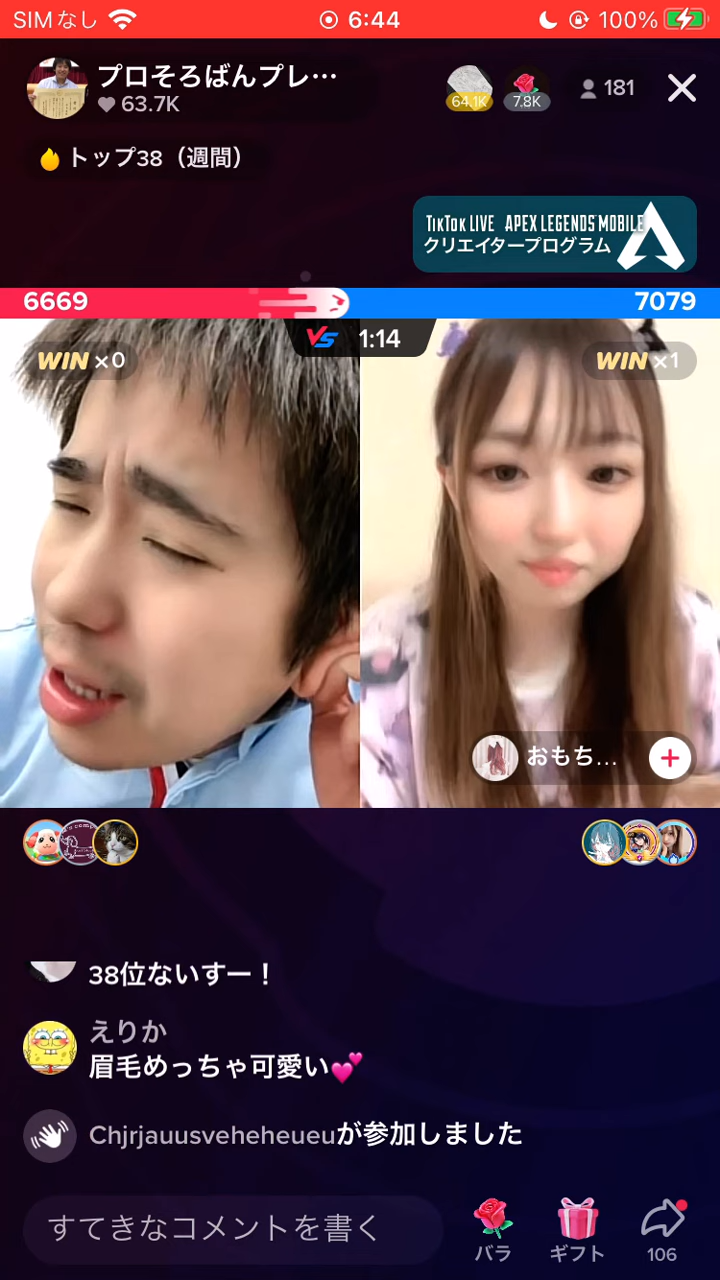 SIMなし 6:44 100%
プロそろばんプレ…
63.7K
64.1K
7.8K
181
トップ38（週間）
TikTok LIVE APEX LEGENDS MOBILE
クリエイタープログラム
6669
7079
VS 1:14
WIN ×0
WIN ×1
おもち…
38位ないすー！
えりか
眉毛めっちゃ可愛い💕
Chjrjauusveheheueuが参加しました
すてきなコメントを書く
バラ
ギフト
106